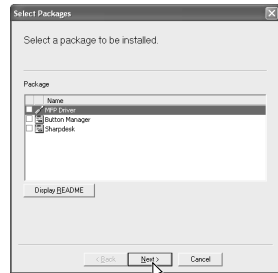 Select Packages
Select a package to be installed.
Package
Name
MFP Driver
Button Manager
Sharpdesk
Display README
< Back
Next >
Cancel